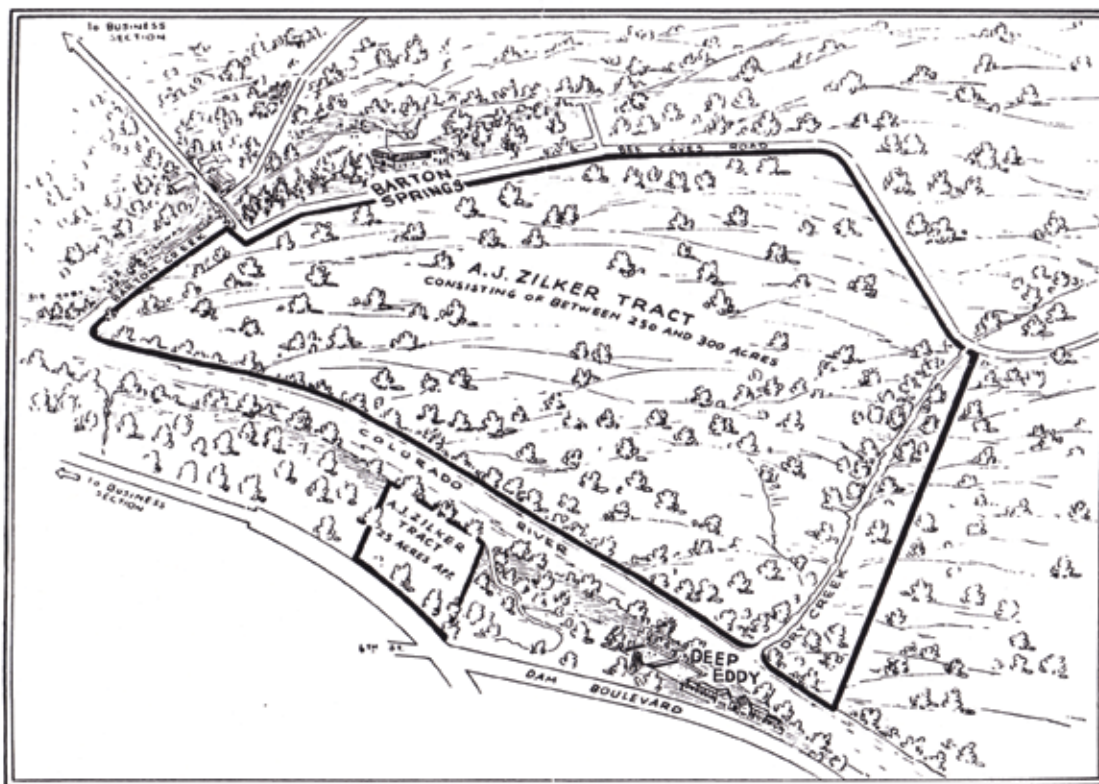 To BUSINESS
SECTION
BEE CAVES ROAD
BARTON
SPRINGS
BARTON CREEK
A.J. ZILKER TRACT
CONSISTING OF BETWEEN 250 AND 300 ACRES
COLORADO RIVER
TO BUSINESS
SECTION
A.J. ZILKER
TRACT
25 ACRES
DRY CREEK
6TH ST.
DEEP
EDDY
DAM BOULEVARD